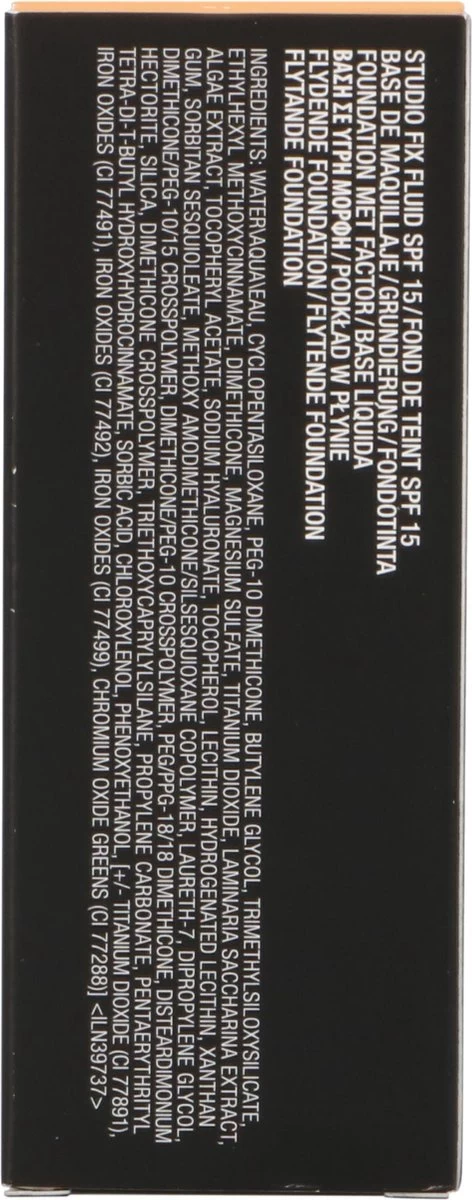 STUDIO FIX FLUID SPF 15/FOND DE TEINT SPF 15
BASE DE MAQUILLAJE/GRUNDIERUNG/FONDOTINTA
FOUNDATION MET FACTOR/BASE LIQUIDA
ΒΑΣΗ ΣΕ ΥΓΡΗ ΜΟΡΦΗ/PODKŁAD W PŁYNIE
FLYDENDE FOUNDATION/FLYTENDE FOUNDATION
FLYTANDE FOUNDATION
INGREDIENTS: WATER\AQUA\EAU, CYCLOPENTASILOXANE, PEG-10 DIMETHICONE, BUTYLENE GLYCOL, TRIMETHYLSILOXYSILICATE,
ETHYLHEXYL METHOXYCINNAMATE, DIMETHICONE, MAGNESIUM SULFATE, TITANIUM DIOXIDE, LAMINARIA SACCHARINA EXTRACT,
ALGAE EXTRACT, TOCOPHERYL ACETATE, SODIUM HYALURONATE, TOCOPHEROL, LECITHIN, HYDROGENATED LECITHIN, XANTHAN
GUM, SORBITAN SESQUIOLEATE, METHOXY AMODIMETHICONE/SILSESQUIOXANE COPOLYMER, LAURETH-7, DIPROPYLENE GLYCOL,
DIMETHICONE/PEG-10/15 CROSSPOLYMER, DIMETHICONE/PEG-10 CROSSPOLYMER, PEG/PPG-18/18 DIMETHICONE, DISTEARDIMONIUM
HECTORITE, SILICA, DIMETHICONE CROSSPOLYMER, TRIETHOXYCAPRYLYLSILANE, PROPYLENE CARBONATE, PENTAERYTHRITYL
TETRA-DI-T-BUTYL HYDROXYHYDROCINNAMATE, SORBIC ACID, CHLOROXYLENOL, PHENOXYETHANOL, [+/- TITANIUM DIOXIDE (CI 77891),
IRON OXIDES (CI 77491), IRON OXIDES (CI 77492), IRON OXIDES (CI 77499), CHROMIUM OXIDE GREENS (CI 77288)] <ILN39737>